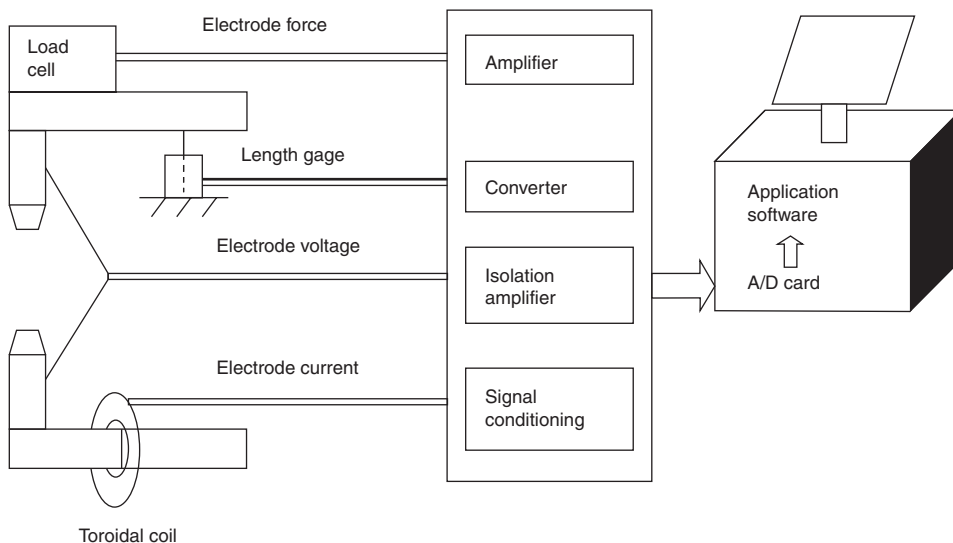 Electrode force
Load
cell
Amplifier
Length gage
Converter
Application
software
A/D card
Electrode voltage
Isolation
amplifier
Electrode current
Signal
conditioning
Toroidal coil